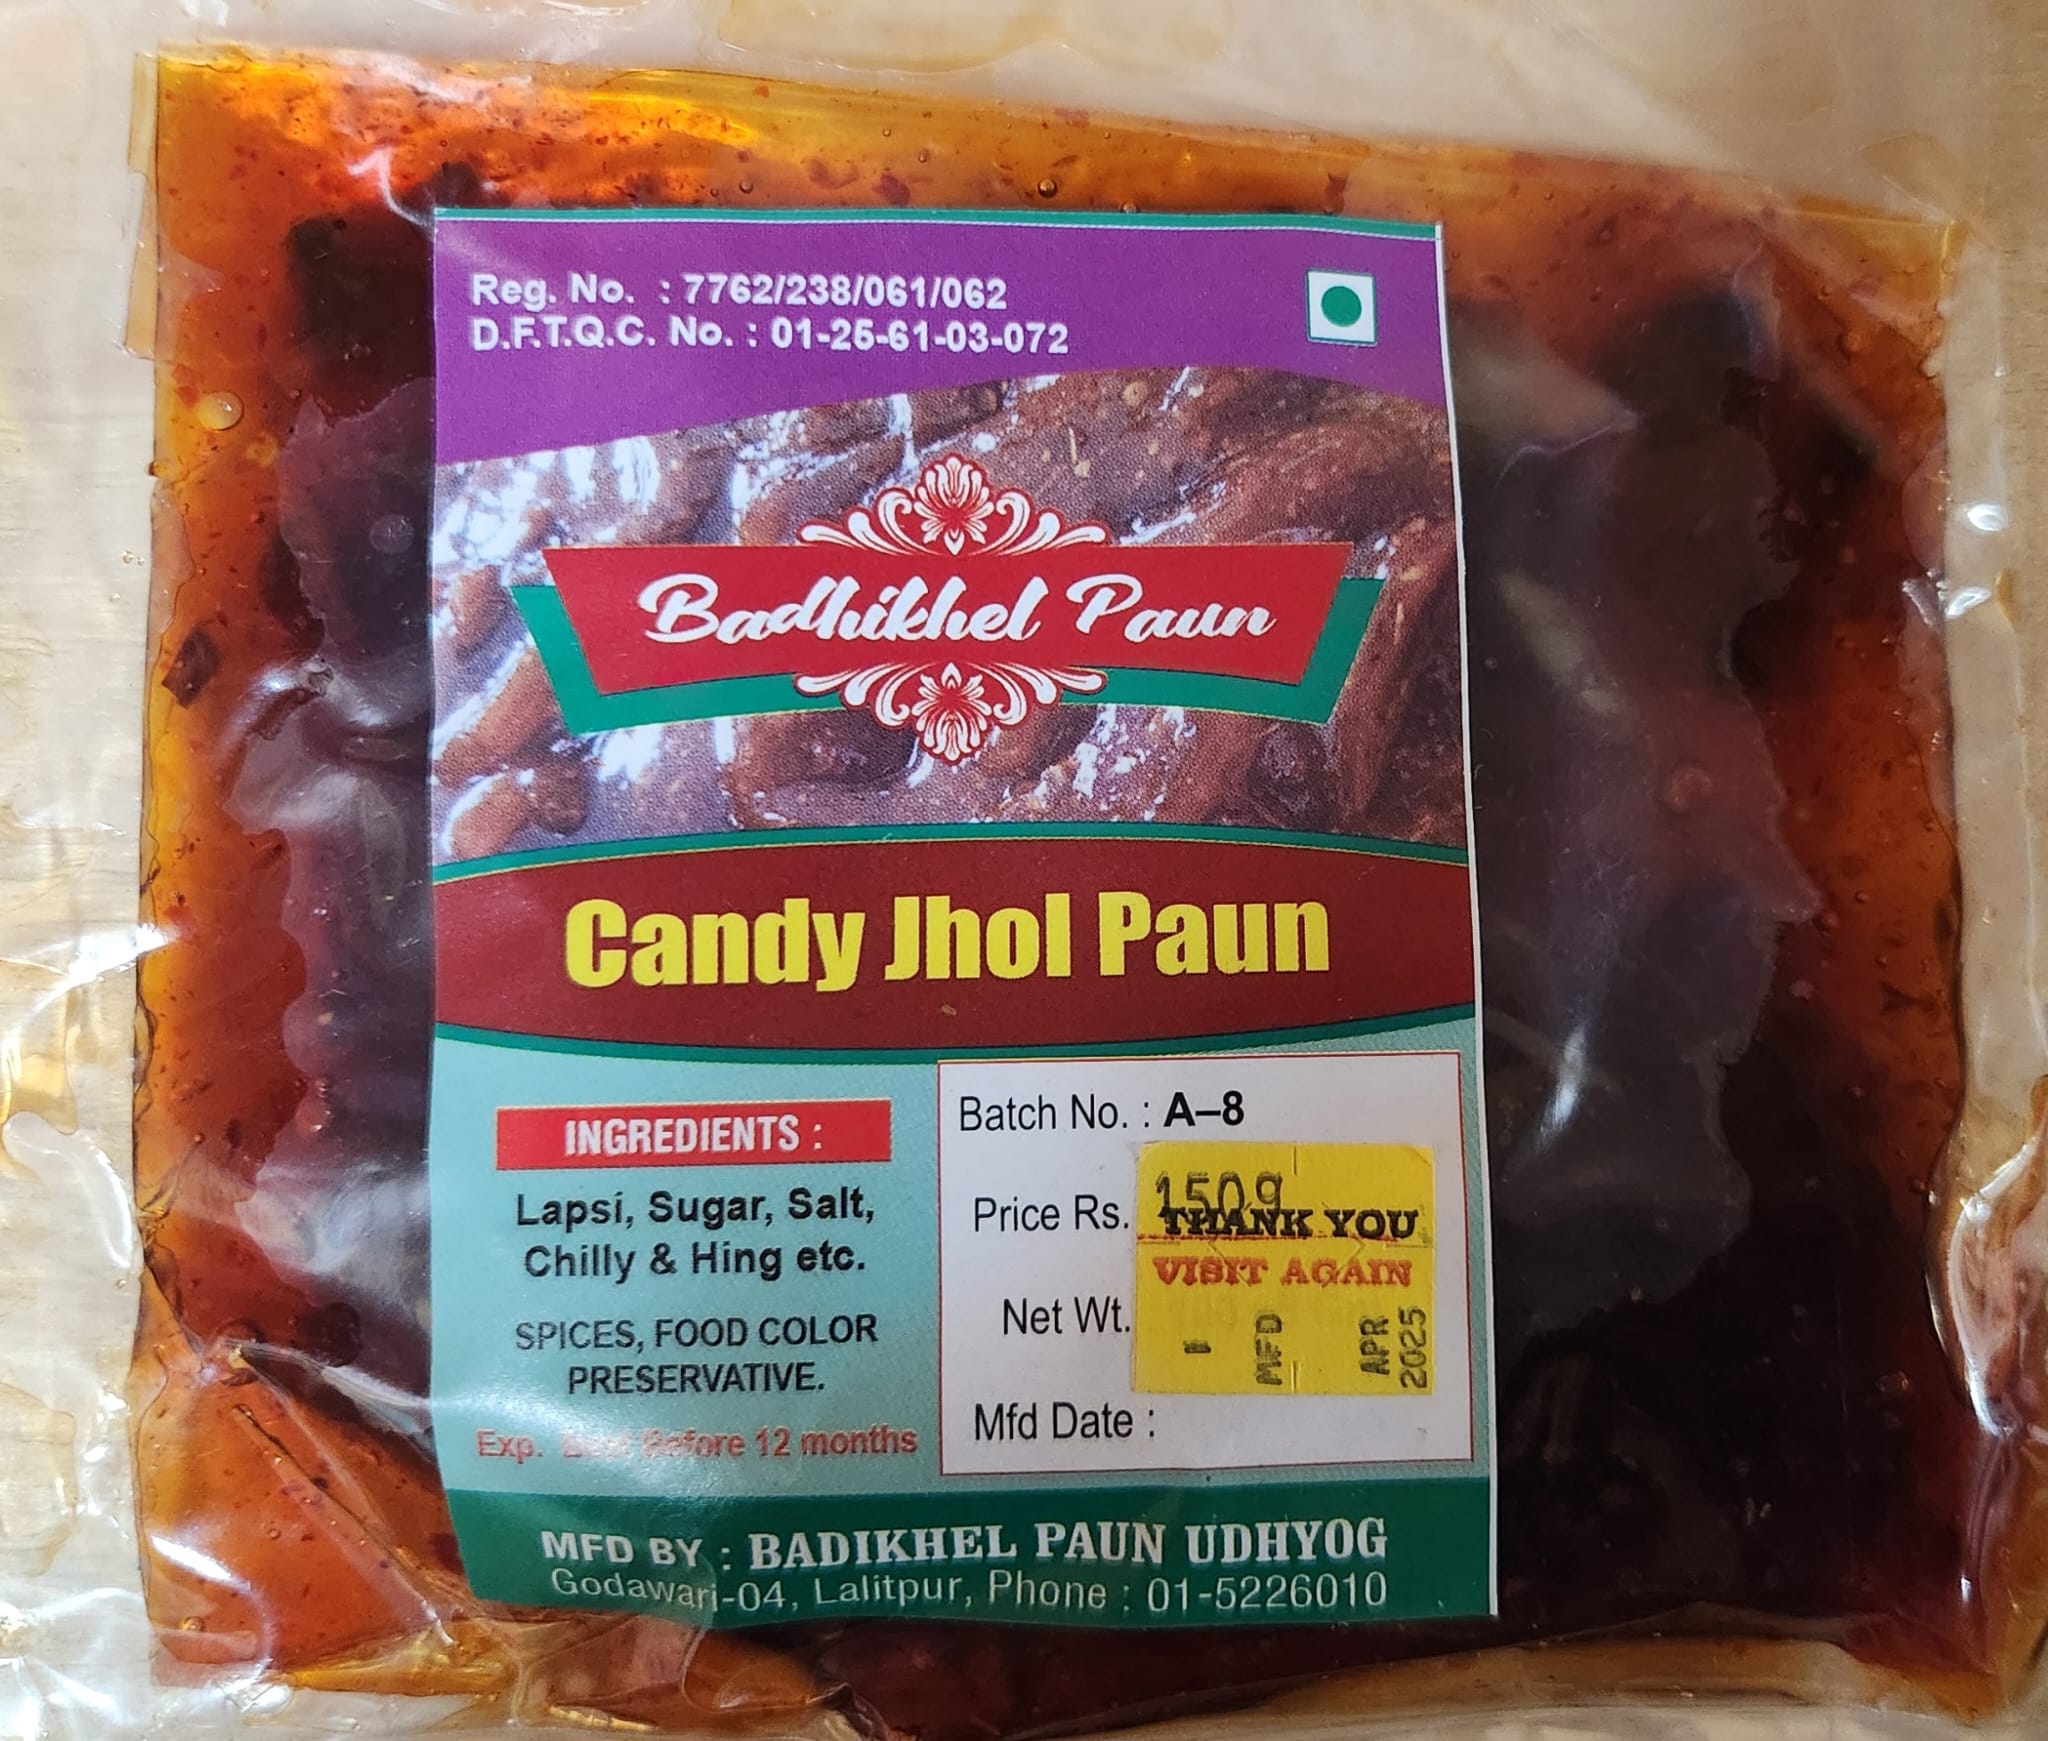 Reg. No. : 7762/238/061/062
D.F.T.Q.C. No. : 01-25-61-03-072
Badhikhel Paun
Candy Jhol Paun
INGREDIENTS :
Lapsi, Sugar, Salt,
Chilly & Hing etc.
SPICES, FOOD COLOR
PRESERVATIVE.
Exp. Best Before 12 months
Batch No. : A–8
Price Rs.
150g
THANK YOU
VISIT AGAIN
Net Wt.
MFD APR
2025
Mfd Date :
MFD BY : BADIKHEL PAUN UDHYOG
Godawari-04, Lalitpur, Phone : 01-5226010